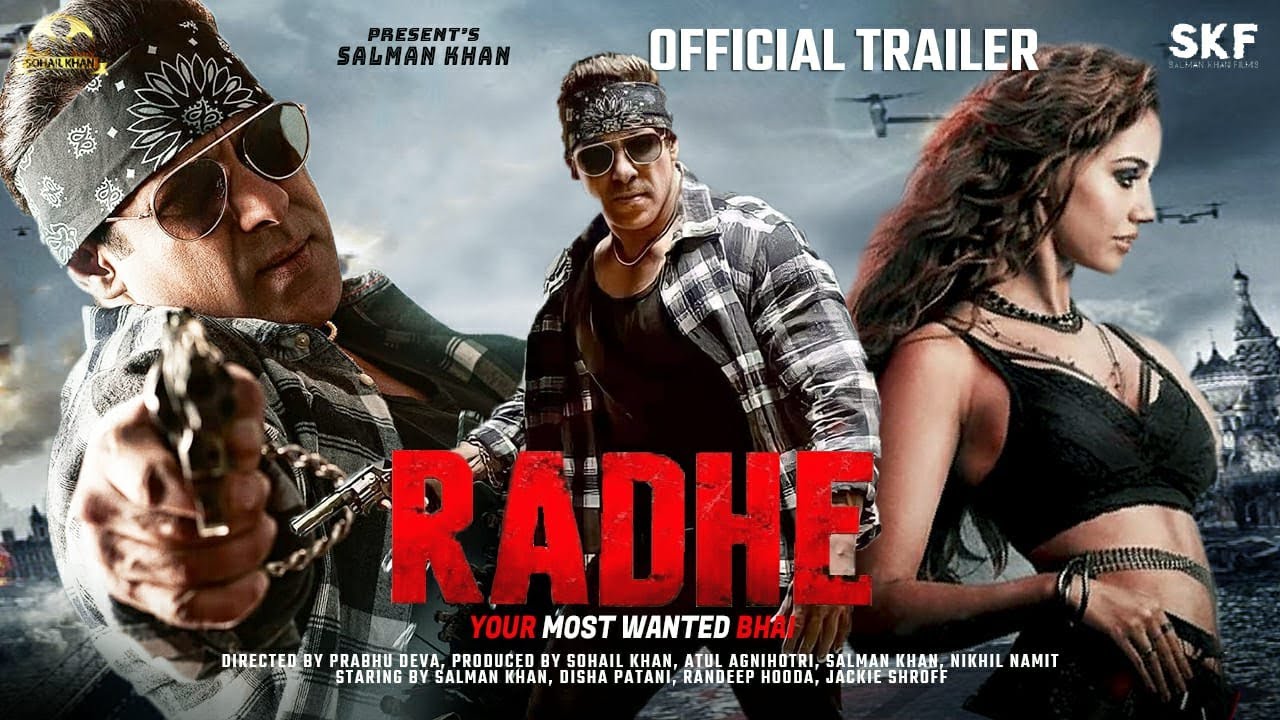 SOHAIL KHAN
PRESENT'S
SALMAN KHAN
OFFICIAL TRAILER
SKF
SALMAN KHAN FILMS
RADHE
YOUR MOST WANTED BHAI
DIRECTED BY PRABHU DEVA, PRODUCED BY SOHAIL KHAN, ATUL AGNIHOTRI, SALMAN KHAN, NIKHIL NAMIT
STARING BY SALMAN KHAN, DISHA PATANI, RANDEEP HOODA, JACKIE SHROFF